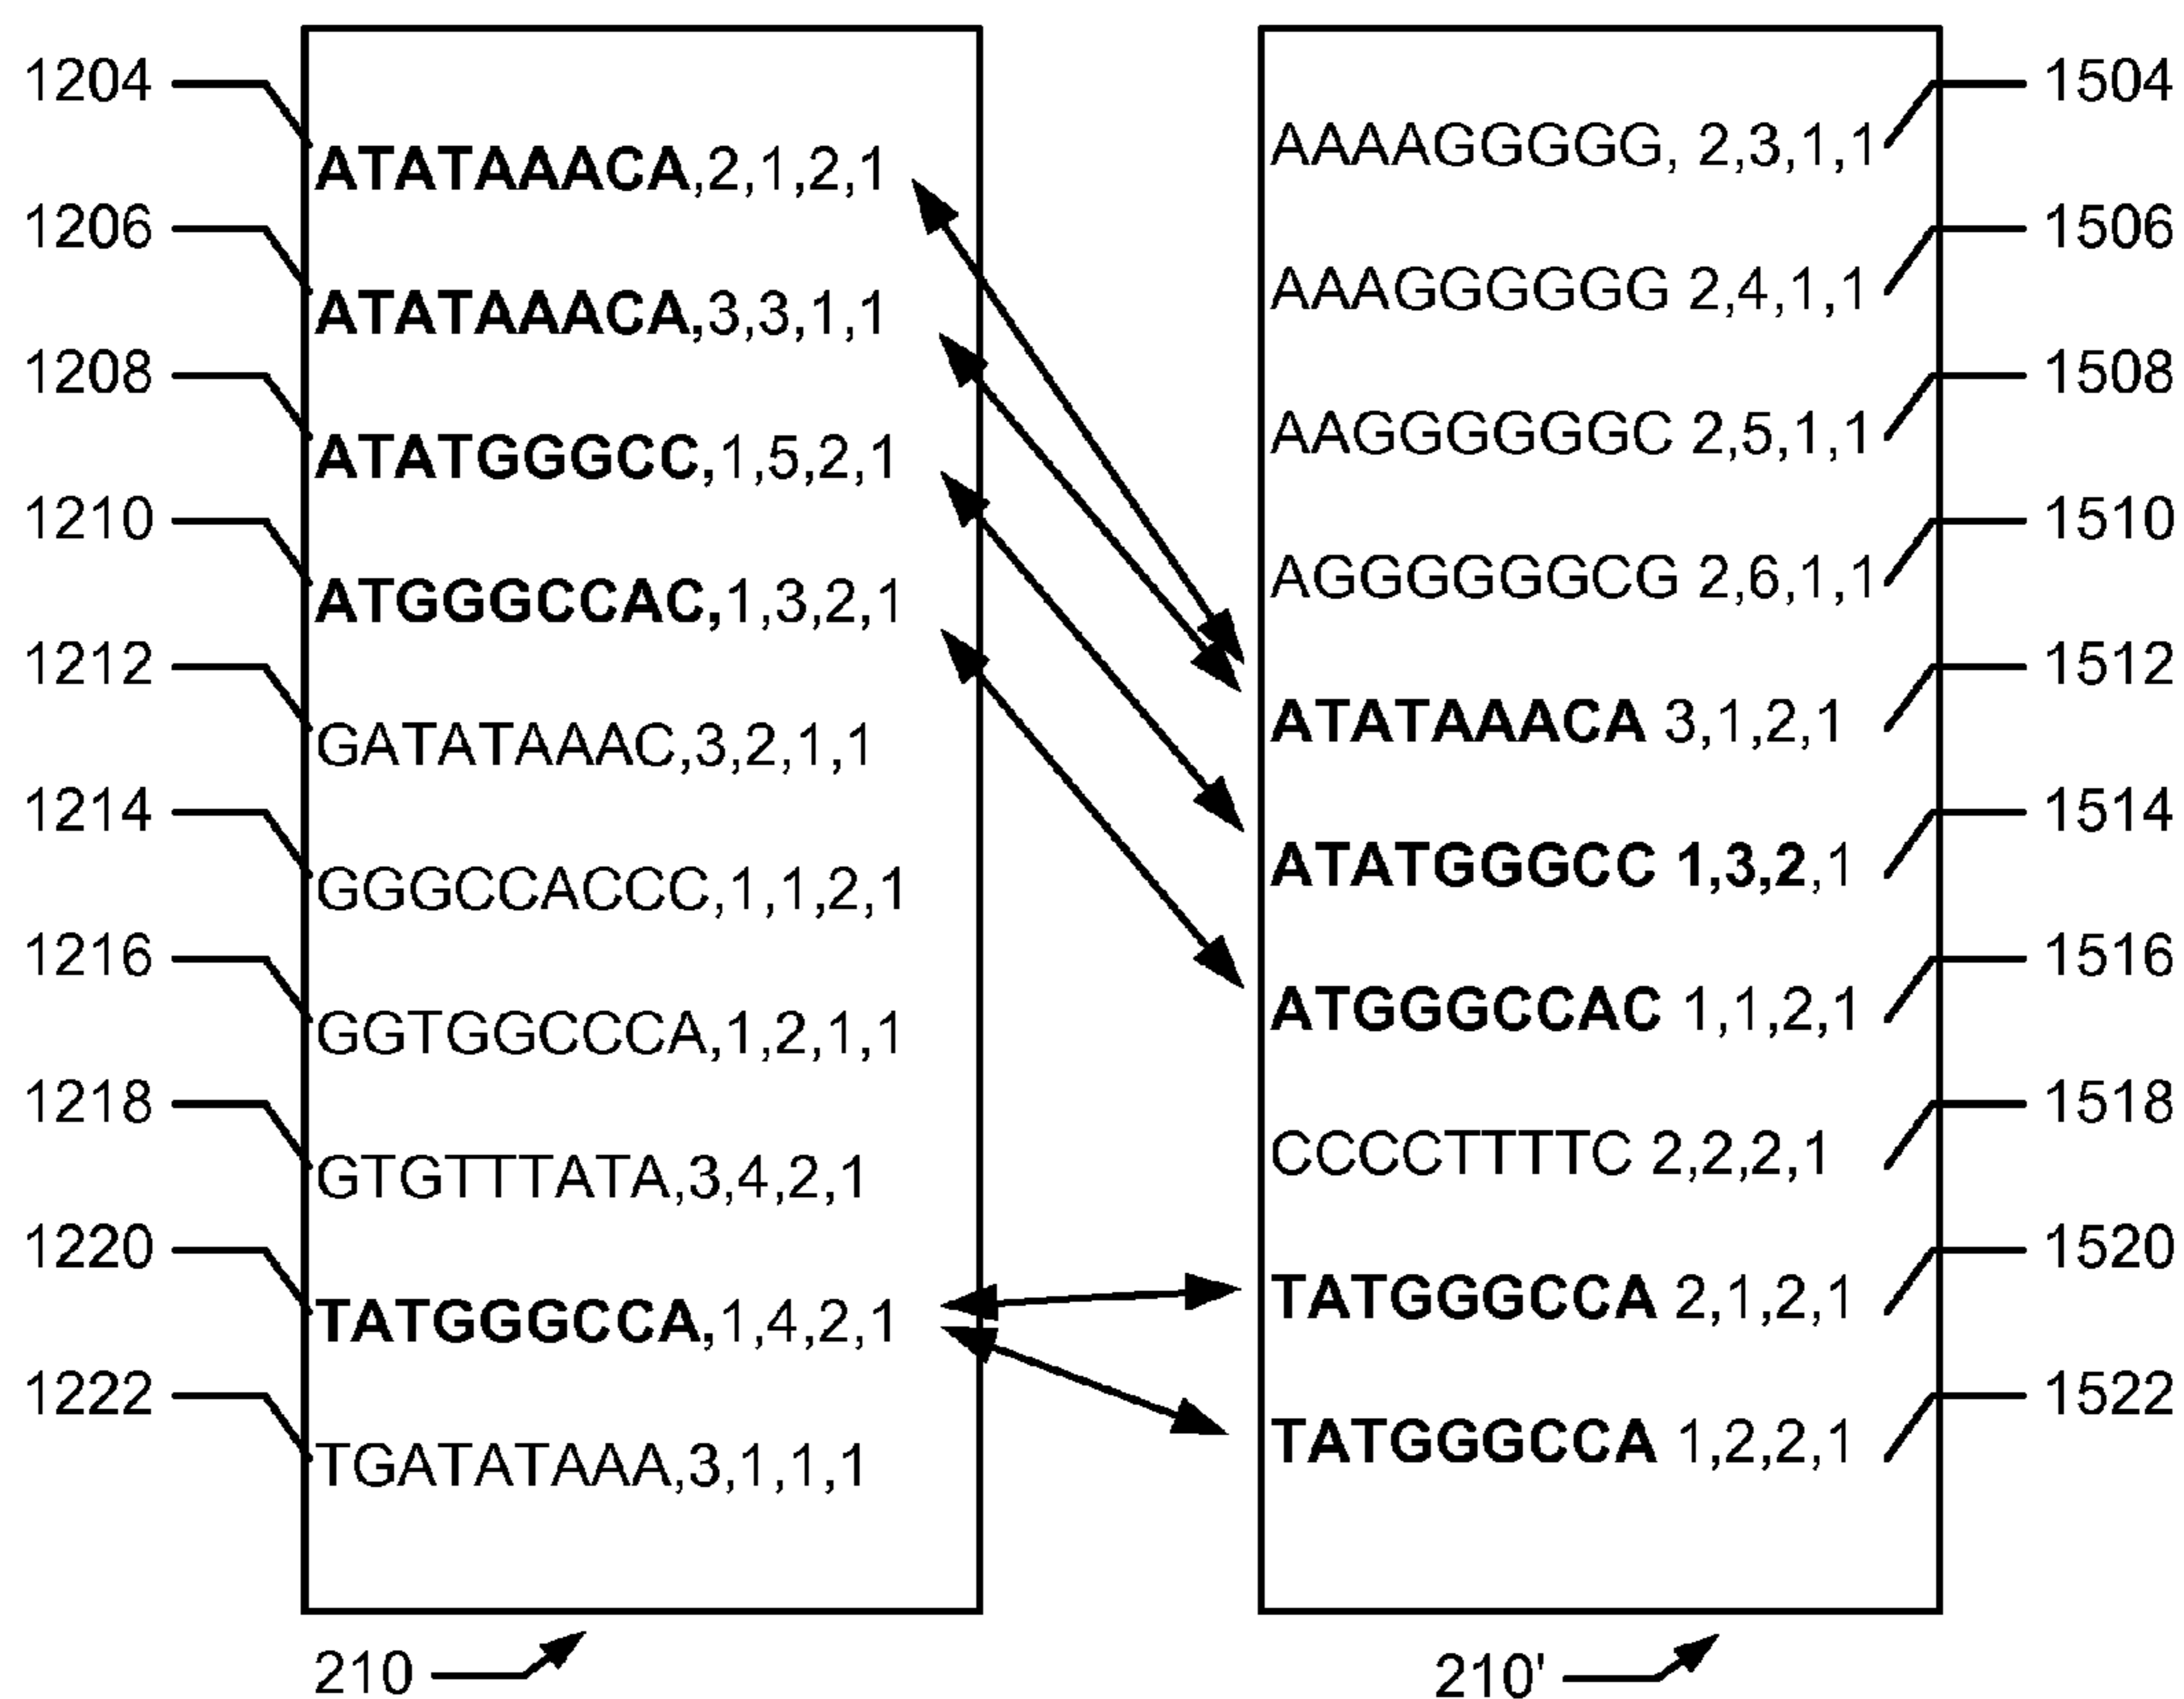 1204
ATATAAACA,2,1,2,1
1206
ATATAAACA,3,3,1,1
1208
ATATGGGCC,1,5,2,1
1210
ATGGGCCAC,1,3,2,1
1212
GATATAAAC,3,2,1,1
1214
GGGCCACCC,1,1,2,1
1216
GGTGGCCCA,1,2,1,1
1218
GTGTTTATA,3,4,2,1
1220
TATGGGCCA,1,4,2,1
1222
TGATATAAA,3,1,1,1
210
1504
AAAAGGGGG, 2,3,1,1
1506
AAAGGGGGG 2,4,1,1
1508
AAGGGGGGC 2,5,1,1
1510
AGGGGGGCG 2,6,1,1
1512
ATATAAACA 3,1,2,1
1514
ATATGGGCC 1,3,2,1
1516
ATGGGCCAC 1,1,2,1
1518
CCCCTTTTC 2,2,2,1
1520
TATGGGCCA 2,1,2,1
1522
TATGGGCCA 1,2,2,1
210'